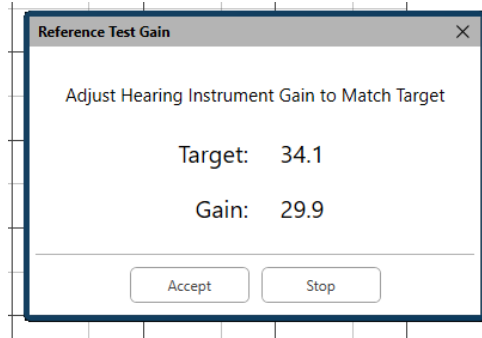 Reference Test Gain
Adjust Hearing Instrument Gain to Match Target
Target: 34.1
Gain: 29.9
Accept Stop